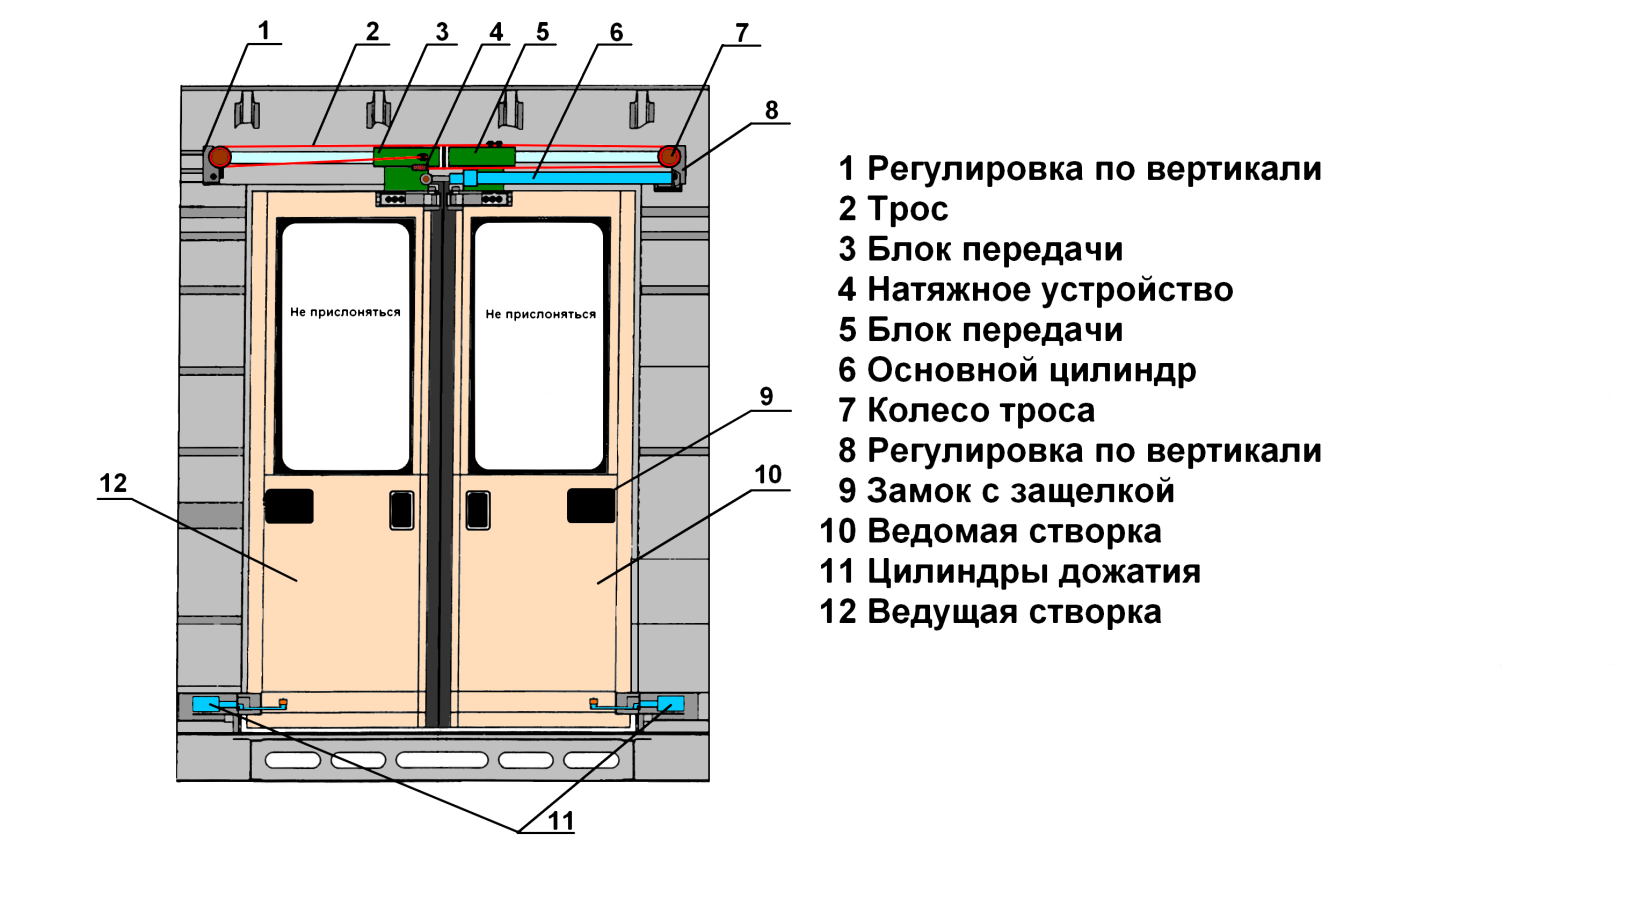 1 2 3 4 5 6 7
8
1 Регулировка по вертикали
2 Трос
3 Блок передачи
4 Натяжное устройство
5 Блок передачи
6 Основной цилиндр
7 Колесо троса
8 Регулировка по вертикали
9 Замок с защелкой
10 Ведомая створка
11 Цилиндры дожатия
12 Ведущая створка
Не прислоняться
Не прислоняться
9
10
12
11